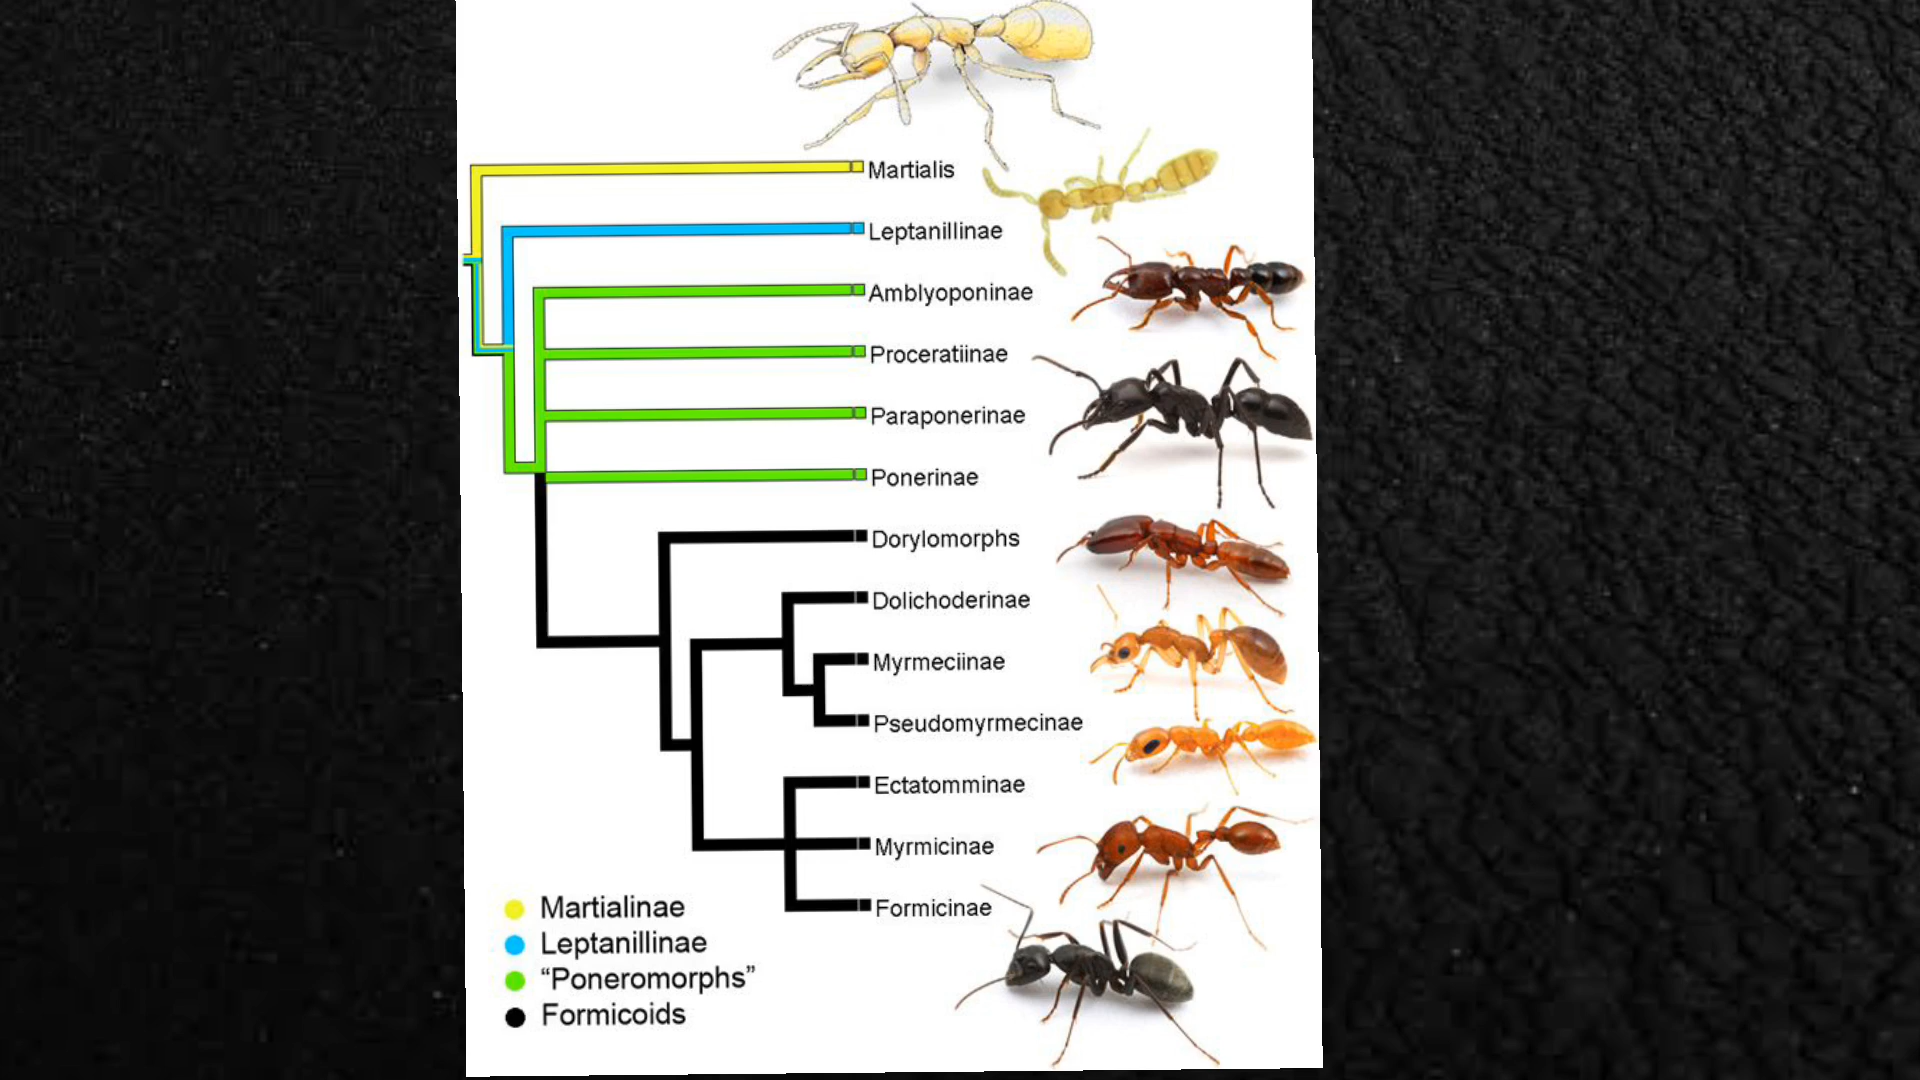 Martialis
Leptanillinae
Amblyoponinae
Proceratiinae
Paraponerinae
Ponerinae
Dorylomorphs
Dolichoderinae
Myrmeciinae
Pseudomyrmecinae
Ectatomminae
Myrmicinae
Formicinae
Martialinae
Leptanillinae
“Poneromorphs”
Formicoids